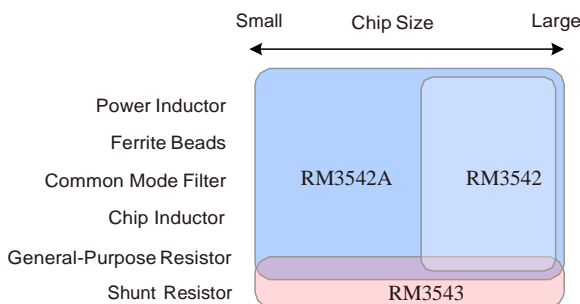 Small Chip Size Large
Power Inductor
Ferrite Beads
Common Mode Filter
Chip Inductor
General-Purpose Resistor
Shunt Resistor
RM3542A
RM3542
RM3543